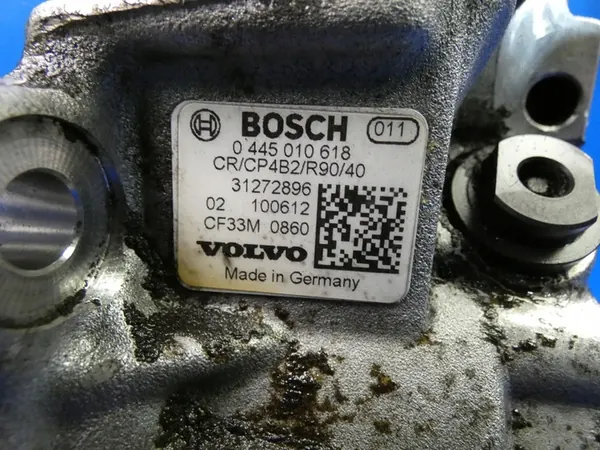 BOSCH 011
0 445 010 618
CR/CP4B2/R90/40
31272896
02 100612
CF33M 0860
VOLVO
Made in Germany